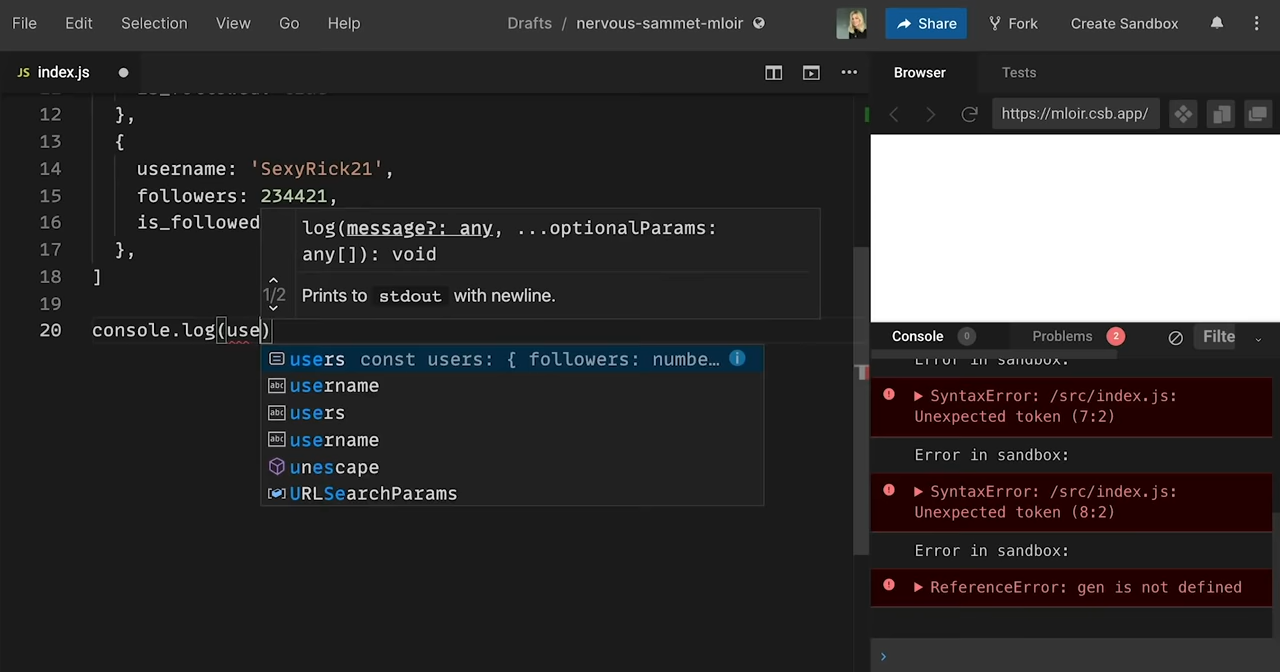 File Edit Selection View Go Help Drafts / nervous-sammet-mloir Share Fork Create Sandbox
JS index.js
Browser Tests
https://mloir.csb.app/
12 },
13 {
14 username: 'SexyRick21',
15 followers: 234421,
16 is_followed
17 },
18 ]
19
20 console.log(use)
log(message?: any, ...optionalParams:
any[]): void
1/2
Prints to stdout with newline.
users const users: { followers: numbe…
abc username
abc users
abc username
unescape
URLSearchParams
Console 0 Problems 2 Filte
Error in sandbox:
SyntaxError: /src/index.js:
Unexpected token (7:2)
Error in sandbox:
SyntaxError: /src/index.js:
Unexpected token (8:2)
Error in sandbox:
ReferenceError: gen is not defined